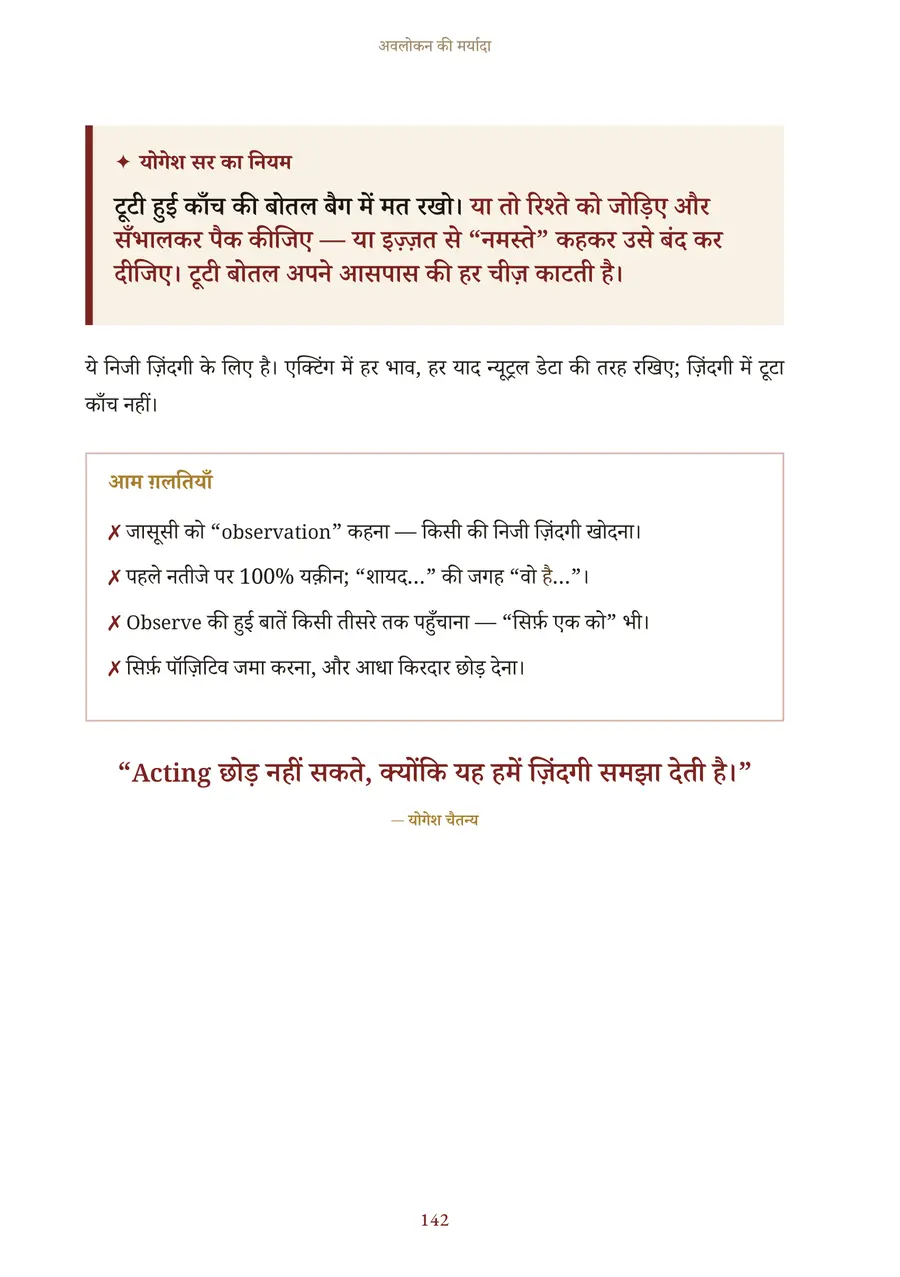 अवलोकन की मर्यादा
✦ योगेश सर का नियम
टूटी हुई काँच की बोतल बैग में मत रखो। या तो रिश्ते को जोड़िए और
सँभालकर पैक कीजिए — या इज़्ज़त से “नमस्ते” कहकर उसे बंद कर
दीजिए। टूटी बोतल अपने आसपास की हर चीज़ काटती है।
ये निजी ज़िंदगी के लिए है। एक्टिंग में हर भाव, हर याद न्यूट्रल डेटा की तरह रखिए; ज़िंदगी में टूटा
काँच नहीं।
आम ग़लतियाँ
✗ जासूसी को “observation” कहना — किसी की निजी ज़िंदगी खोदना।
✗ पहले नतीजे पर 100% यक़ीन; “शायद…” की जगह “वो है…”।
✗ Observe की हुई बातें किसी तीसरे तक पहुँचाना — “सिर्फ़ एक को” भी।
✗ सिर्फ़ पॉज़िटिव जमा करना, और आधा किरदार छोड़ देना।
“Acting छोड़ नहीं सकते, क्योंकि यह हमें ज़िंदगी समझा देती है।”
— योगेश चैतन्य
142